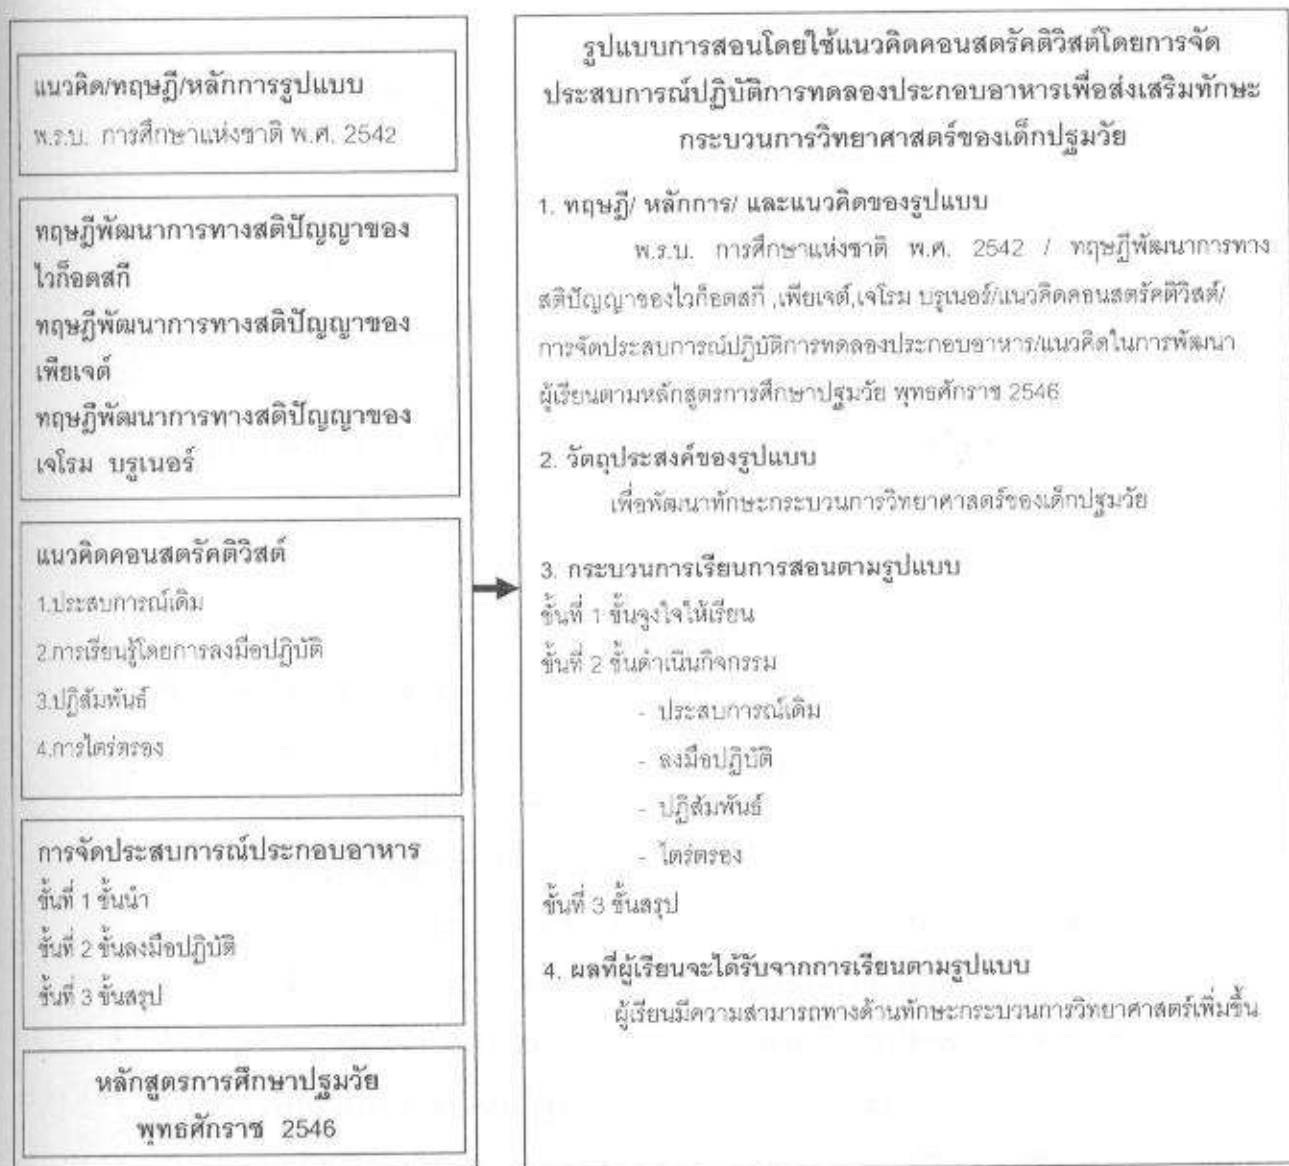 แนวคิด/ทฤษฎี/หลักการรูปแบบ
พ.ร.บ. การศึกษาแห่งชาติ พ.ศ. 2542
ทฤษฎีพัฒนาการทางสติปัญญาของ
ไวก็อตสกี
ทฤษฎีพัฒนาการทางสติปัญญาของ
เพียเจต์
ทฤษฎีพัฒนาการทางสติปัญญาของ
เจโรม บรูเนอร์
แนวคิดคอนสตรัคติวิสต์
1.ประสบการณ์เดิม
2.การเรียนรู้โดยการลงมือปฏิบัติ
3.ปฏิสัมพันธ์
4.การไตร่ตรอง
การจัดประสบการณ์ประกอบอาหาร
ขั้นที่ 1 ขั้นนำ
ขั้นที่ 2 ขั้นลงมือปฏิบัติ
ขั้นที่ 3 ขั้นสรุป
หลักสูตรการศึกษาปฐมวัย
พุทธศักราช 2546
รูปแบบการสอนโดยใช้แนวคิดคอนสตรัคติวิสต์โดยการจัด
ประสบการณ์ปฏิบัติการทดลองประกอบอาหารเพื่อส่งเสริมทักษะ
กระบวนการวิทยาศาสตร์ของเด็กปฐมวัย
1. ทฤษฎี/ หลักการ/ และแนวคิดของรูปแบบ
พ.ร.บ. การศึกษาแห่งชาติ พ.ศ. 2542 / ทฤษฎีพัฒนาการทาง
สติปัญญาของไวก็อตสกี ,เพียเจต์,เจโรม บรูเนอร์/แนวคิดคอนสตรัคติวิสต์/
การจัดประสบการณ์ปฏิบัติการทดลองประกอบอาหาร/แนวคิดในการพัฒนา
ผู้เรียนตามหลักสูตรการศึกษาปฐมวัย พุทธศักราช 2546
2. วัตถุประสงค์ของรูปแบบ
เพื่อพัฒนาทักษะกระบวนการวิทยาศาสตร์ของเด็กปฐมวัย
3. กระบวนการเรียนการสอนตามรูปแบบ
ขั้นที่ 1 ขั้นจูงใจให้เรียน
ขั้นที่ 2 ขั้นดำเนินกิจกรรม
- ประสบการณ์เดิม
- ลงมือปฏิบัติ
- ปฏิสัมพันธ์
- ไตร่ตรอง
ขั้นที่ 3 ขั้นสรุป
4. ผลที่ผู้เรียนจะได้รับจากการเรียนตามรูปแบบ
ผู้เรียนมีความสามารถทางด้านทักษะกระบวนการวิทยาศาสตร์เพิ่มขึ้น